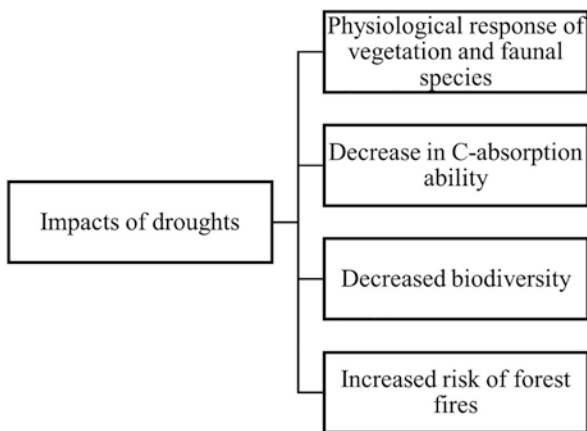 Physiological response of
vegetation and faunal
species
Decrease in C-absorption
ability
Impacts of droughts
Decreased biodiversity
Increased risk of forest
fires